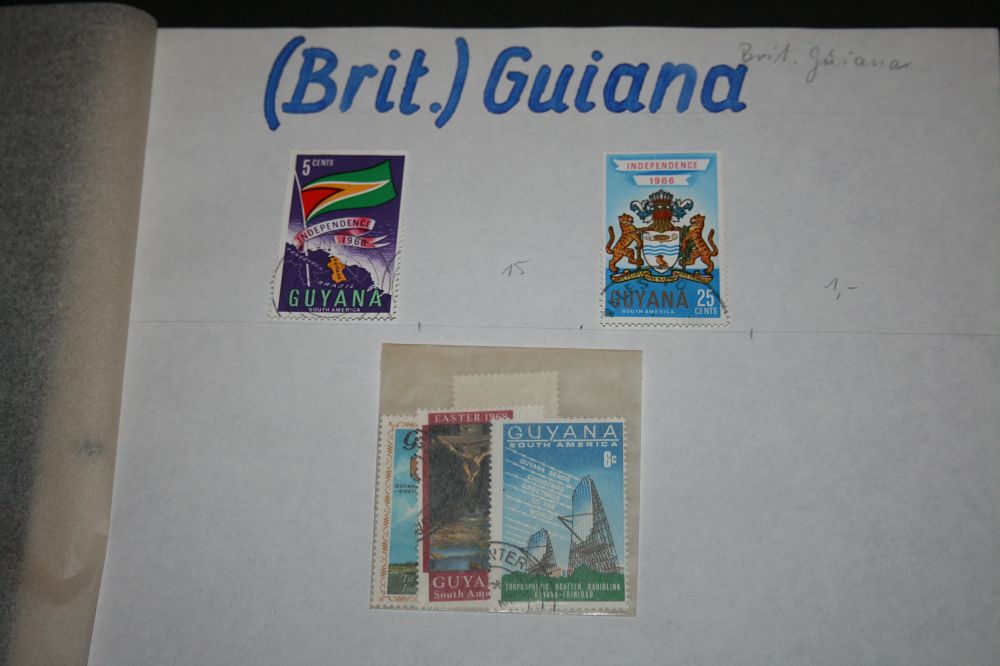 (Brit.) Guiana
Brit. Guiana
5 CENTS
INDEPENDENCE
1966
BRAZIL
GUYANA
SOUTH AMERICA
15
INDEPENDENCE
1966
GUYANA
SOUTH AMERICA
25
CENTS
1,-
EASTER 1968
GUYA
South Ame
GUYANA
SOUTH AMERICA
6c
GUYANA SENDS
CHRISTMAS
GREETINGS
TO THE
WORLD
TROPOSPHERIC SCATTER RADIOLINK
GUYANA-TRINIDAD